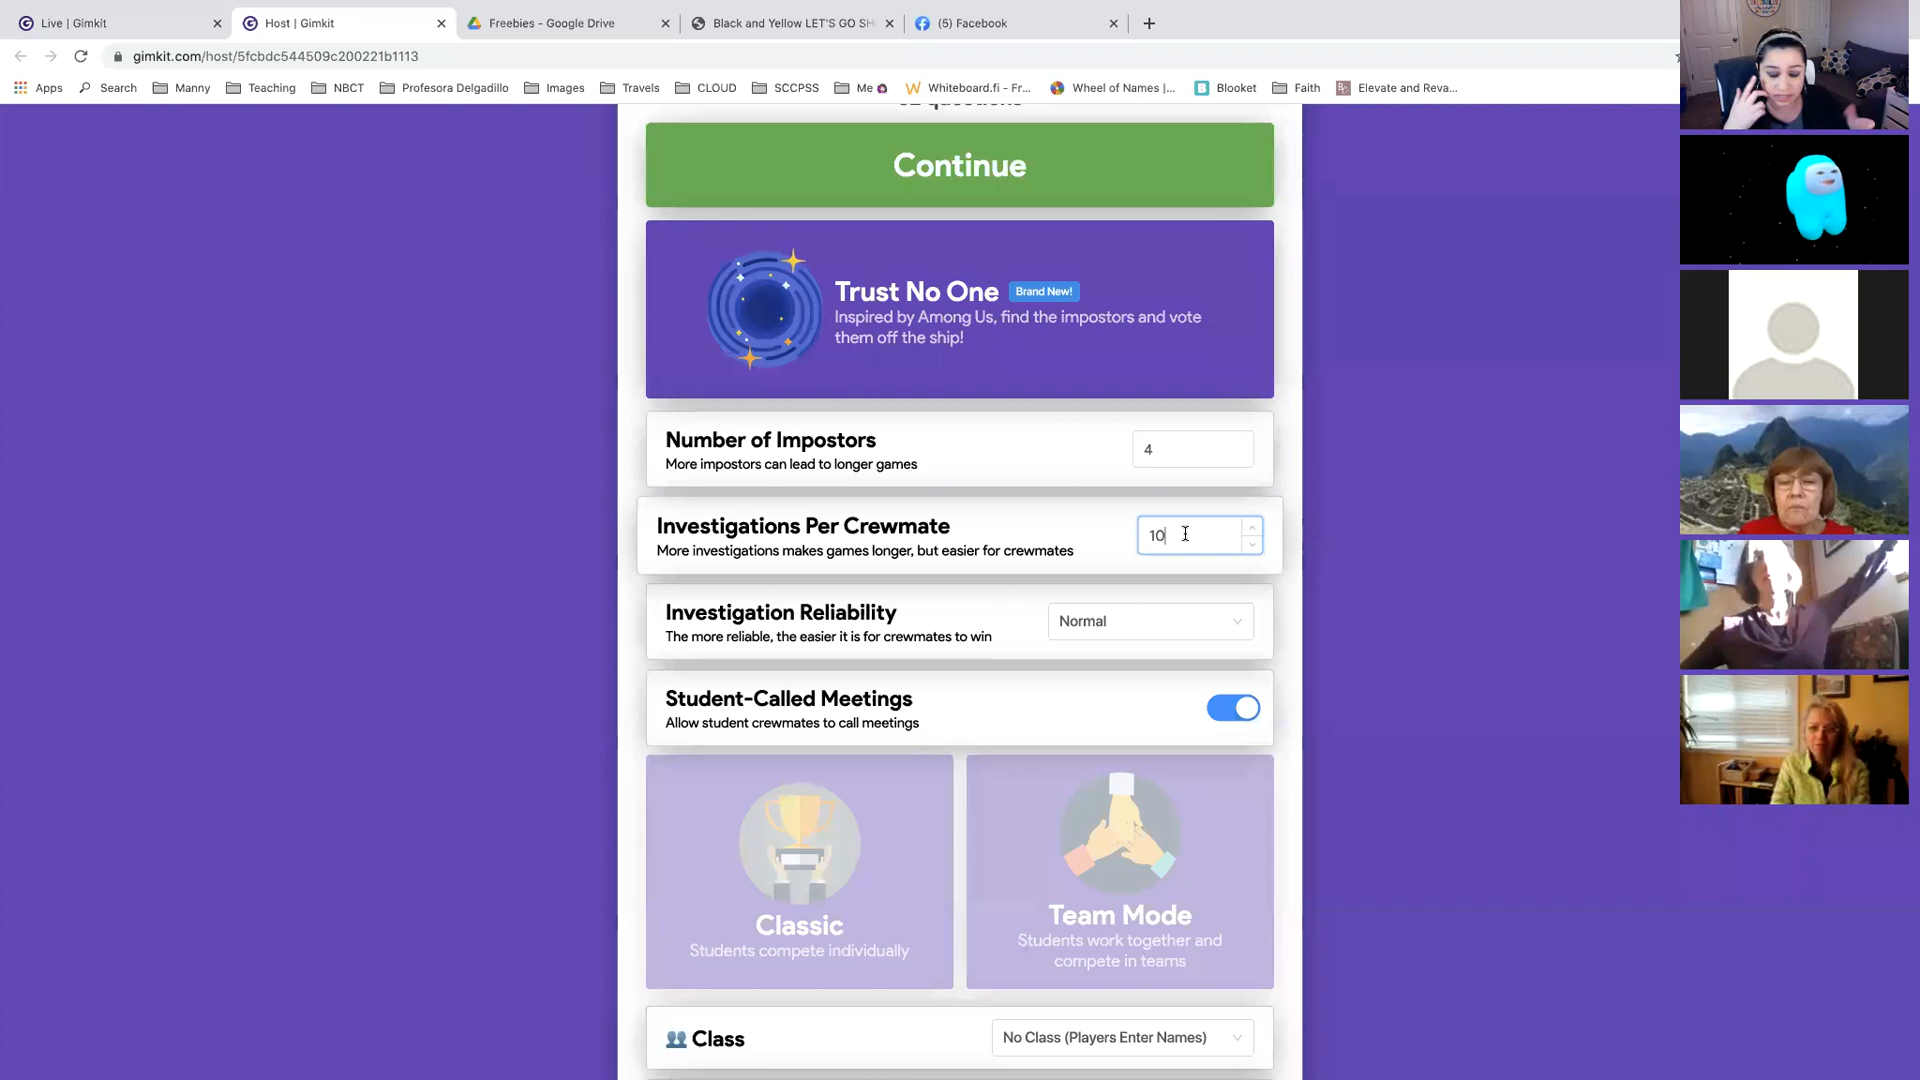 Live | Gimkit
Host | Gimkit
Freebies - Google Drive
Black and Yellow LET'S GO SH
(5) Facebook
gimkit.com/host/5fcbdc544509c200221b1113
Apps
Search
Manny
Teaching
NBCT
Profesora Delgadillo
Images
Travels
CLOUD
SCCPSS
Me
Whiteboard.fi - Fr...
Wheel of Names |...
Blooket
Faith
Elevate and Reva...
Continue
Trust No One
Brand New!
Inspired by Among Us, find the impostors and vote
them off the ship!
Number of Impostors
More impostors can lead to longer games
4
Investigations Per Crewmate
More investigations makes games longer, but easier for crewmates
10
Investigation Reliability
The more reliable, the easier it is for crewmates to win
Normal
Student-Called Meetings
Allow student crewmates to call meetings
Classic
Students compete individually
Team Mode
Students work together and
compete in teams
Class
No Class (Players Enter Names)